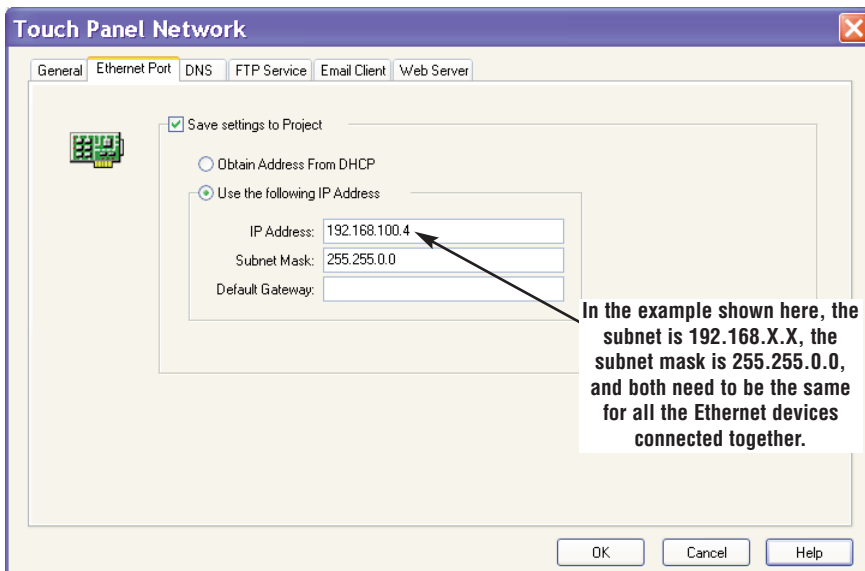 Touch Panel Network
General Ethernet Port DNS FTP Service Email Client Web Server
Save settings to Project
Obtain Address From DHCP
Use the following IP Address
IP Address: 192.168.100.4
Subnet Mask: 255.255.0.0
Default Gateway:
In the example shown here, the
subnet is 192.168.X.X, the
subnet mask is 255.255.0.0,
and both need to be the same
for all the Ethernet devices
connected together.
OK Cancel Help